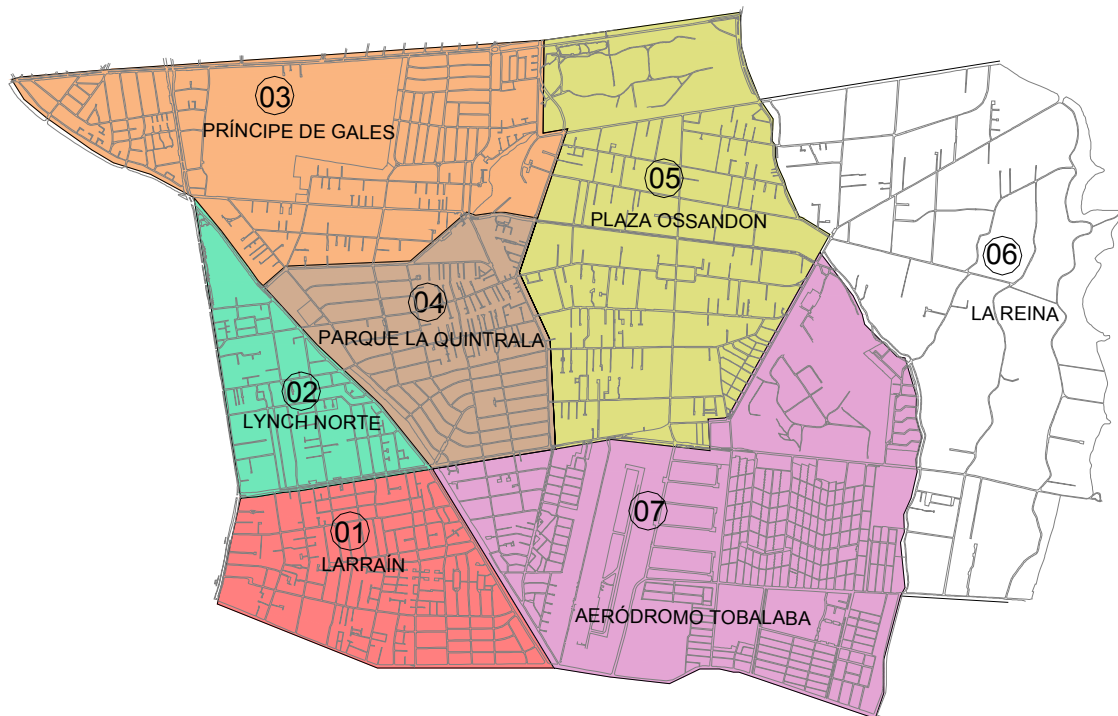 03
PRÍNCIPE DE GALES
05
PLAZA OSSANDON
06
LA REINA
04
PARQUE LA QUINTRALA
02
LYNCH NORTE
01
LARRAÍN
07
AERÓDROMO TOBALABA